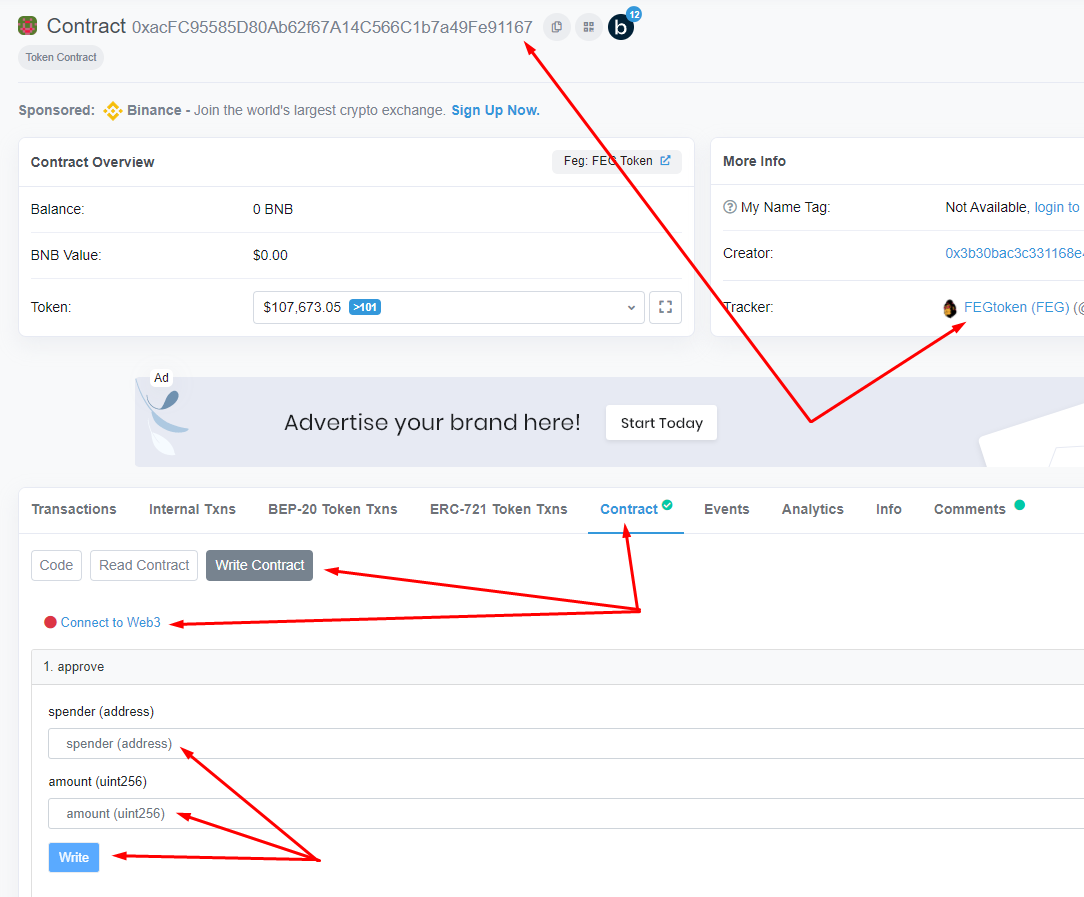 Contract 0xacFC95585D80Ab62f67A14C566C1b7a49Fe91167 b 12
Token Contract
Sponsored: Binance - Join the world's largest crypto exchange. Sign Up Now.
Contract Overview
Feg: FEG Token
Balance: 0 BNB
BNB Value: $0.00
Token: $107,673.05 >101
More Info
My Name Tag: Not Available, login to
Creator: 0x3b30bac3c331168e4
Tracker: FEGtoken (FEG) (@
Ad
Advertise your brand here! Start Today
Transactions Internal Txns BEP-20 Token Txns ERC-721 Token Txns Contract Events Analytics Info Comments
Code Read Contract Write Contract
Connect to Web3
1. approve
spender (address)
spender (address)
amount (uint256)
amount (uint256)
Write